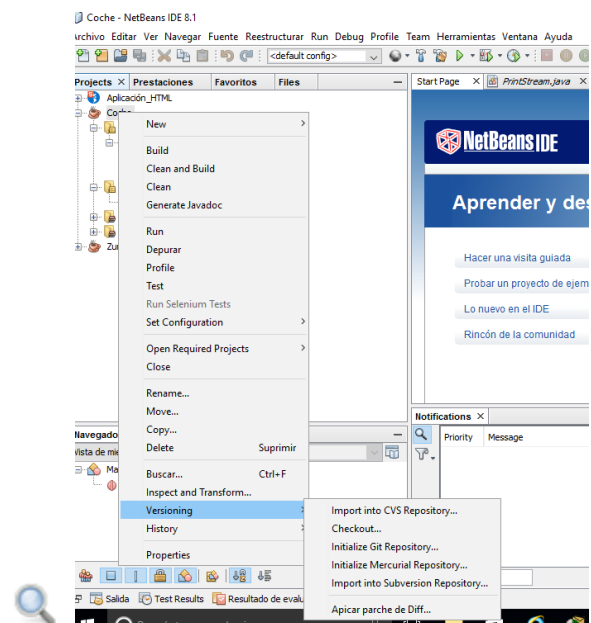 Coche - NetBeans IDE 8.1
Archivo Editar Ver Navegar Fuente Reestructurar Run Debug Profile Team Herramientas Ventana Ayuda
<default config>
Projects Prestaciones Favoritos Files
Start Page PrintStream.java
Aplicación_HTML
Coche
New
NetBeans IDE
Build
Clean and Build
Clean
Generate Javadoc
Aprender y des
Run
Zu
Depurar
Hacer una visita guiada
Profile
Probar un proyecto de ejem
Test
Run Selenium Tests
Lo nuevo en el IDE
Set Configuration
Rincón de la comunidad
Open Required Projects
Close
Rename...
Move...
Copy...
Notifications
Navegado
Priority Message
Delete Suprimir
Vista de mie
Ma
Buscar... Ctrl+F
Inspect and Transform...
Versioning
Import into CVS Repository...
History
Checkout...
Initialize Git Repository...
Properties
Initialize Mercurial Repository...
Import into Subversion Repository...
Salida Test Results Resultado de evalu
Apicar parche de Diff...